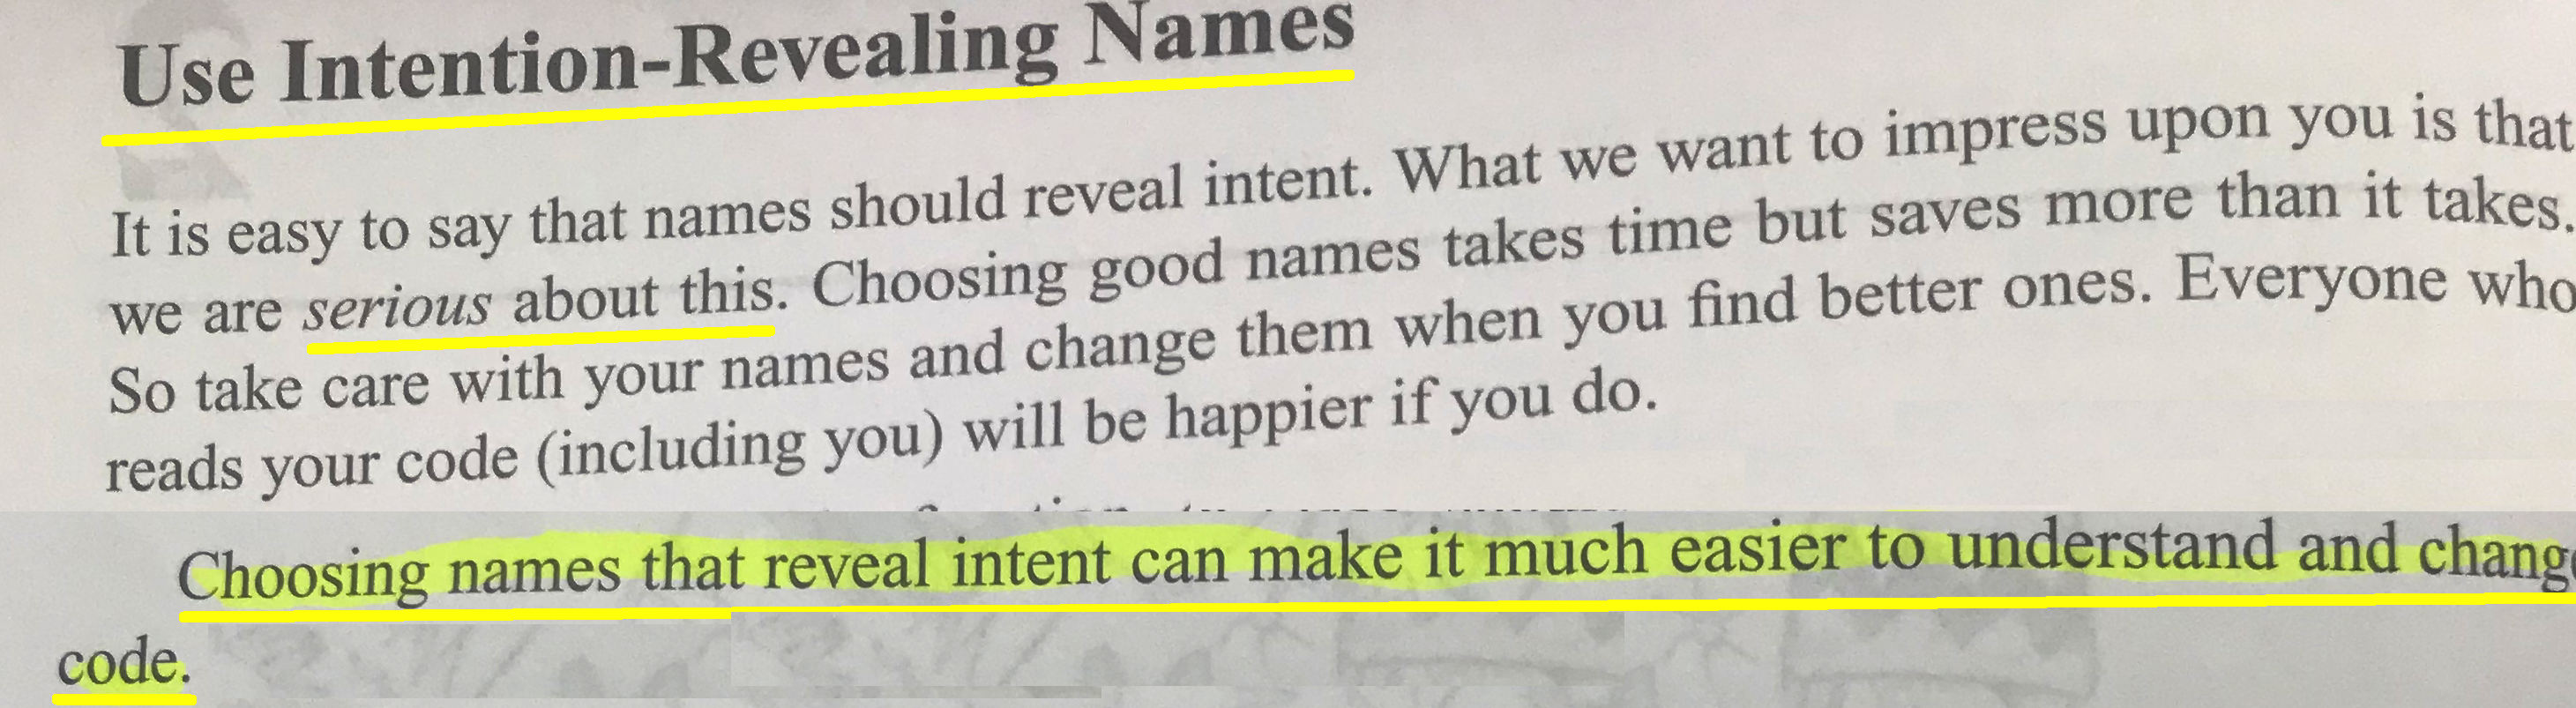 Use Intention-Revealing Names
It is easy to say that names should reveal intent. What we want to impress upon you is that
we are serious about this. Choosing good names takes time but saves more than it takes.
So take care with your names and change them when you find better ones. Everyone who
reads your code (including you) will be happier if you do.
Choosing names that reveal intent can make it much easier to understand and change
code.